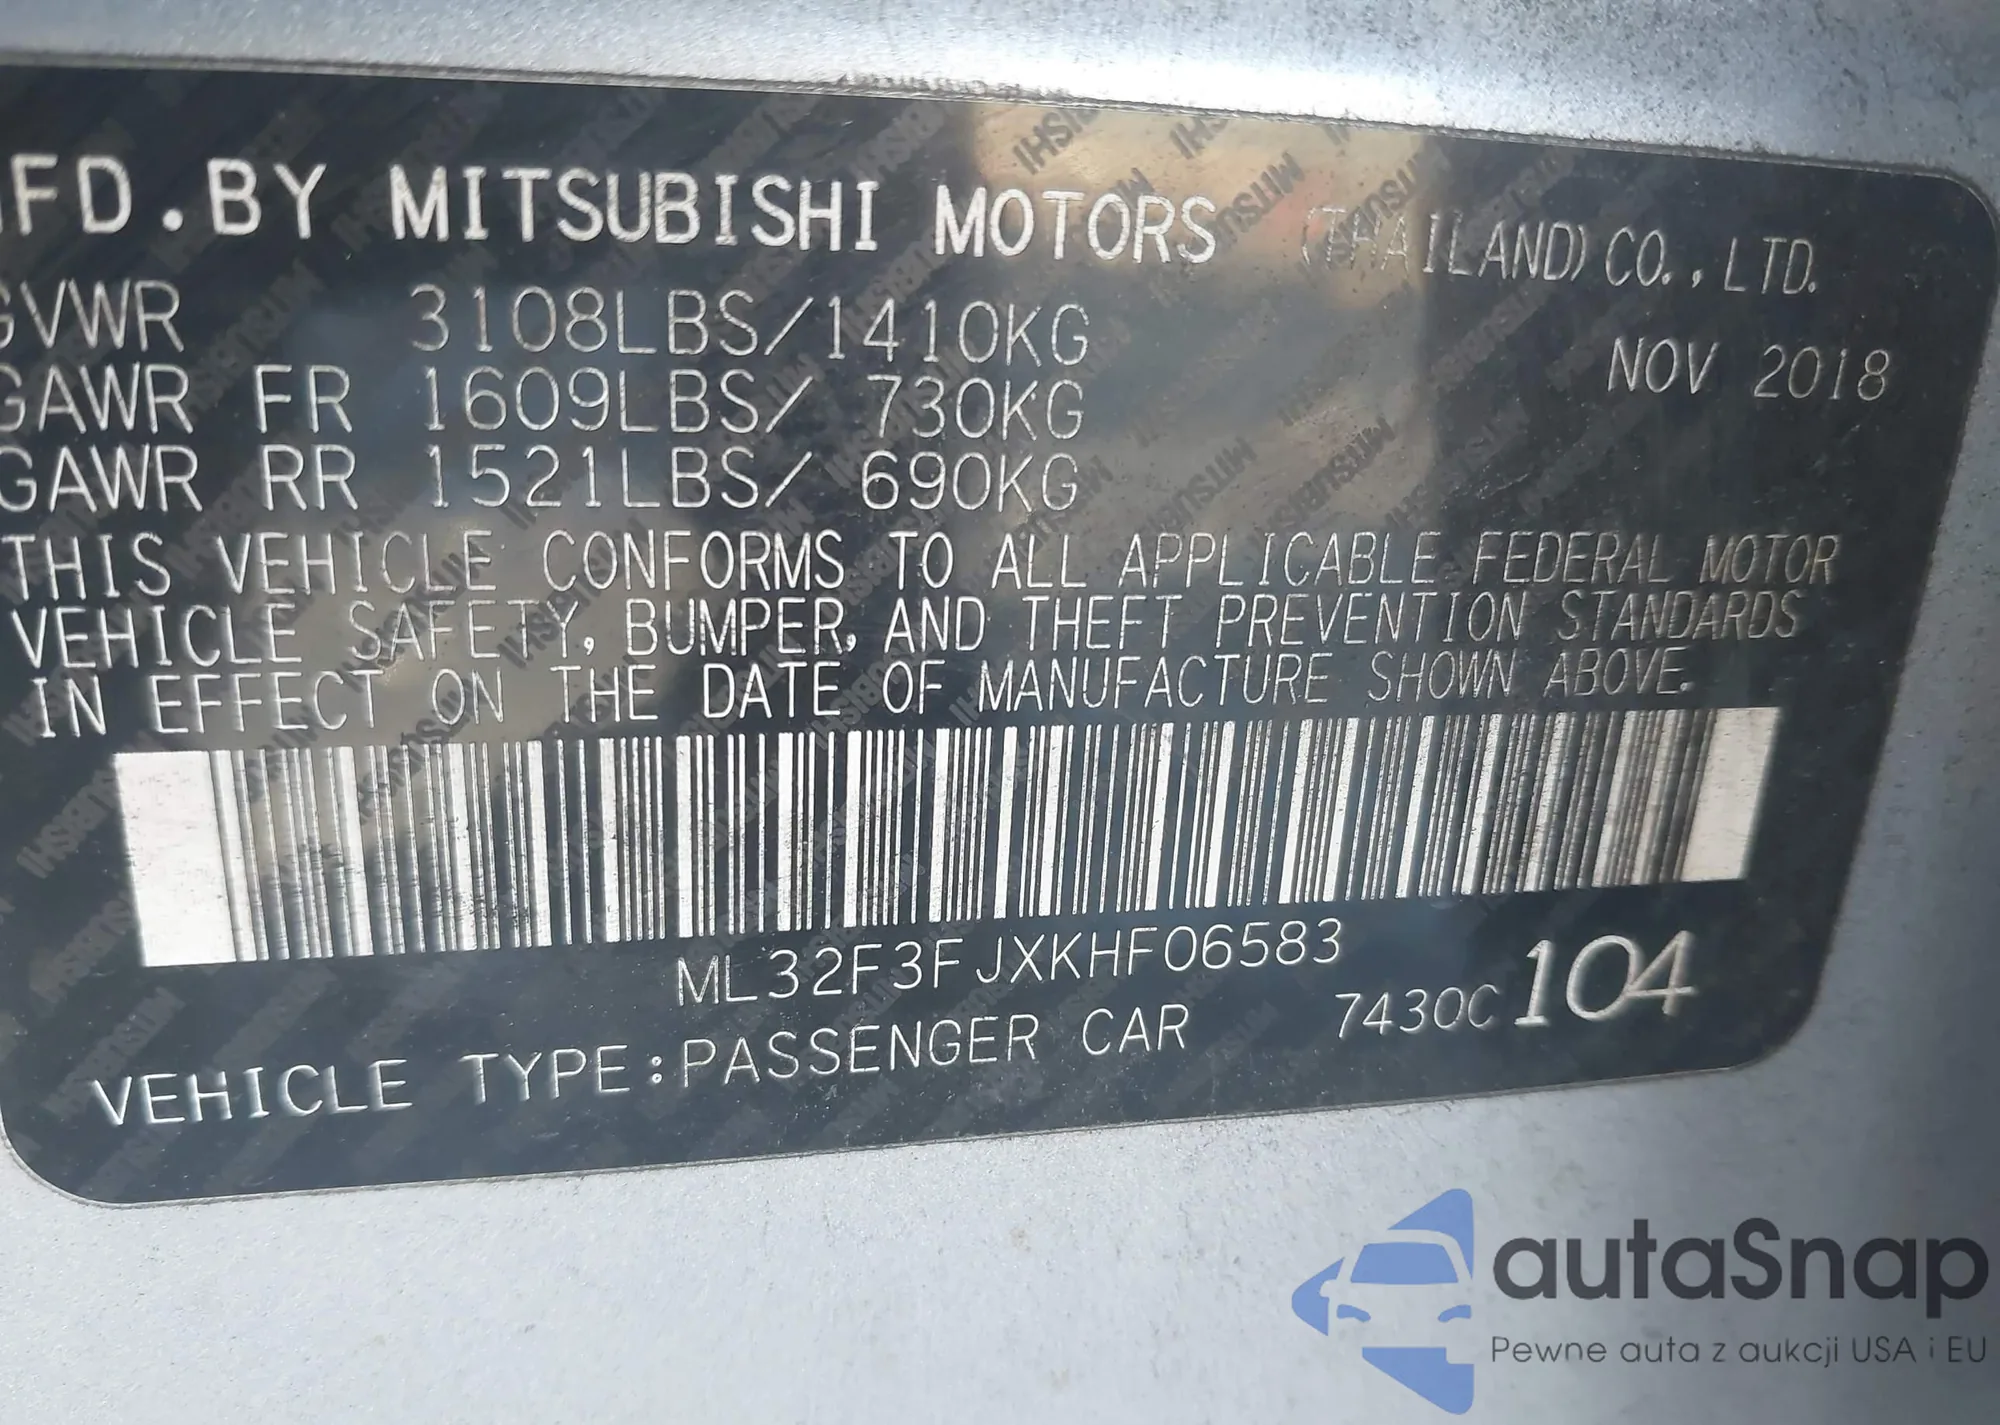 MFD.BY MITSUBISHI MOTORS (THAILAND) CO., LTD.
GVWR 3108LBS/1410KG NOV 2018
GAWR FR 1609LBS/ 730KG
GAWR RR 1521LBS/ 690KG
THIS VEHICLE CONFORMS TO ALL APPLICABLE FEDERAL MOTOR
VEHICLE SAFETY, BUMPER, AND THEFT PREVENTION STANDARDS
IN EFFECT ON THE DATE OF MANUFACTURE SHOWN ABOVE.
ML32F3FJXKHF06583
VEHICLE TYPE:PASSENGER CAR 7430C 104
autaSnap
Pewne auta z aukcji USA i EU